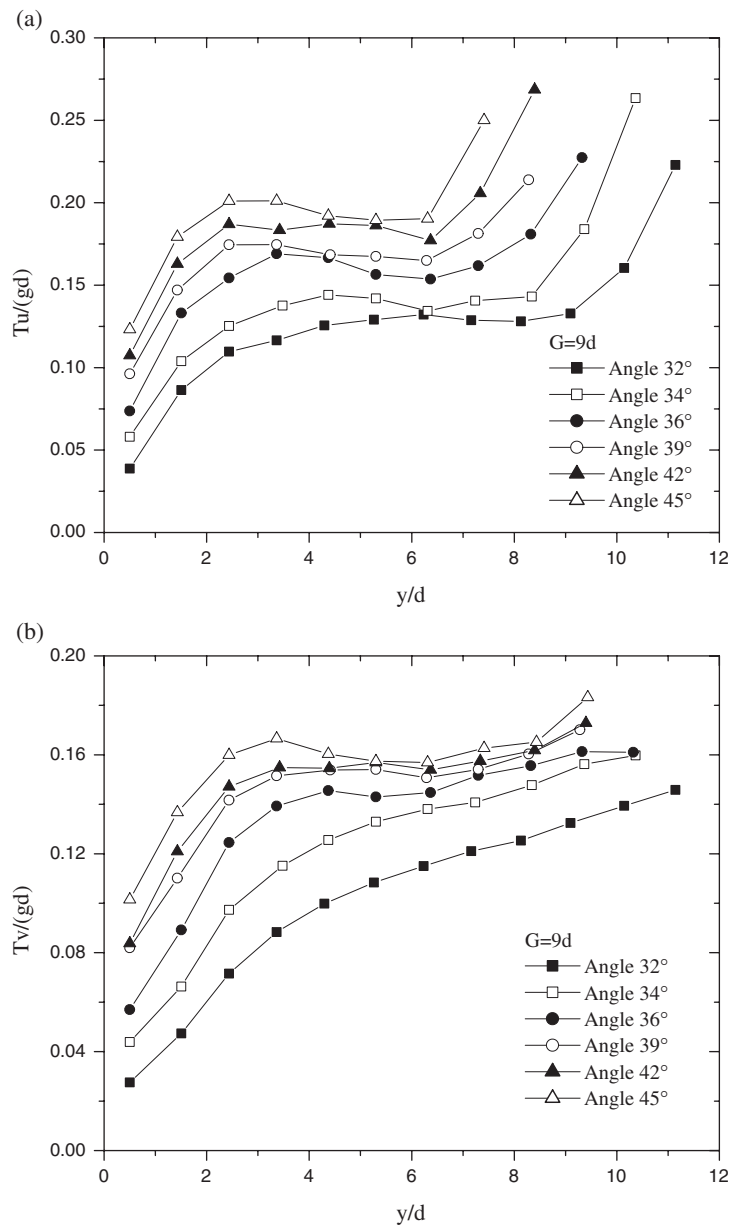 (a)
0.30
0.25
0.20
0.15
0.10
0.05
0.00
Tu/(gd)
G=9d
Angle 32°
Angle 34°
Angle 36°
Angle 39°
Angle 42°
Angle 45°
0 2 4 6 8 10 12
y/d
(b)
0.20
0.16
0.12
0.08
0.04
0.00
Tv/(gd)
G=9d
Angle 32°
Angle 34°
Angle 36°
Angle 39°
Angle 42°
Angle 45°
0 2 4 6 8 10 12
y/d